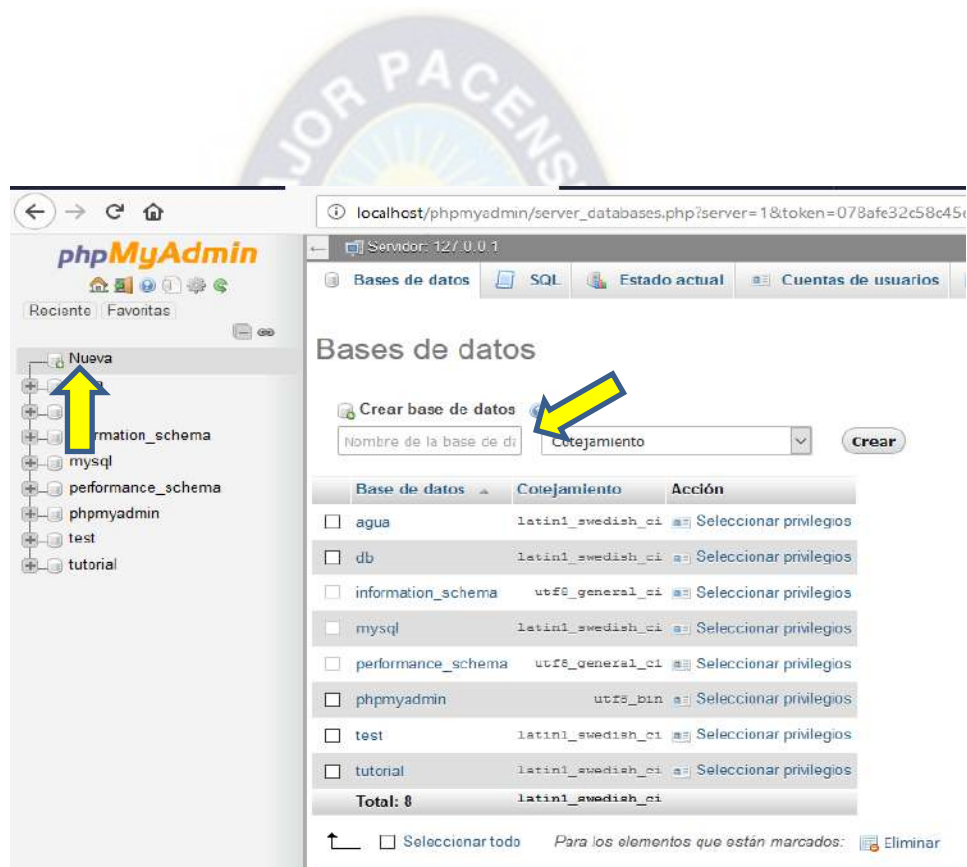 MAJOR PACENS
localhost/phpmyadmin/server_databases.php?server=1&token=078afe32c58c45e
phpMyAdmin
Servidor: 127.0.0.1
Bases de datos
SQL
Estado actual
Cuentas de usuarios
Reciente
Favoritas
Nueva
mysql
performance_schema
phpmyadmin
test
tutorial
Bases de datos
Crear base de datos
Nombre de la base de da
Cotejamiento
Crear
Base de datos Cotejamiento Acción
agua latin1_swedish_ci Seleccionar privilegios
db latin1_swedish_ci Seleccionar privilegios
information_schema utf8_general_ci Seleccionar privilegios
mysql latin1_swedish_ci Seleccionar privilegios
performance_schema utf8_general_ci Seleccionar privilegios
phpmyadmin utf8_bin Seleccionar privilegios
test latin1_swedish_ci Seleccionar privilegios
tutorial latin1_swedish_ci Seleccionar privilegios
Total: 8 latin1_swedish_ci
Seleccionar todo Para los elementos que están marcados: Eliminar